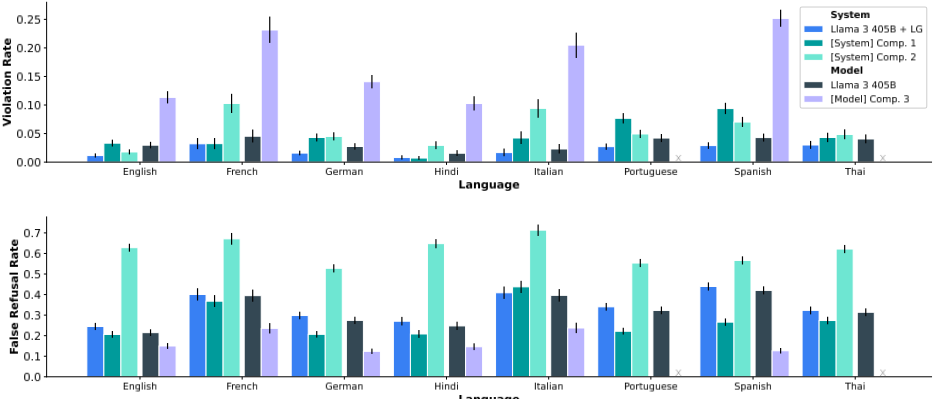 0.25
0.20
0.15
0.10
0.05
0.00
Violation Rate
English French German Hindi Italian Portuguese Spanish Thai
Language
System
Llama 3 405B + LG
[System] Comp. 1
[System] Comp. 2
Model
Llama 3 405B
[Model] Comp. 3
x x
0.7
0.6
0.5
0.4
0.3
0.2
0.1
0.0
False Refusal Rate
x x
English French German Hindi Italian Portuguese Spanish Thai
Language